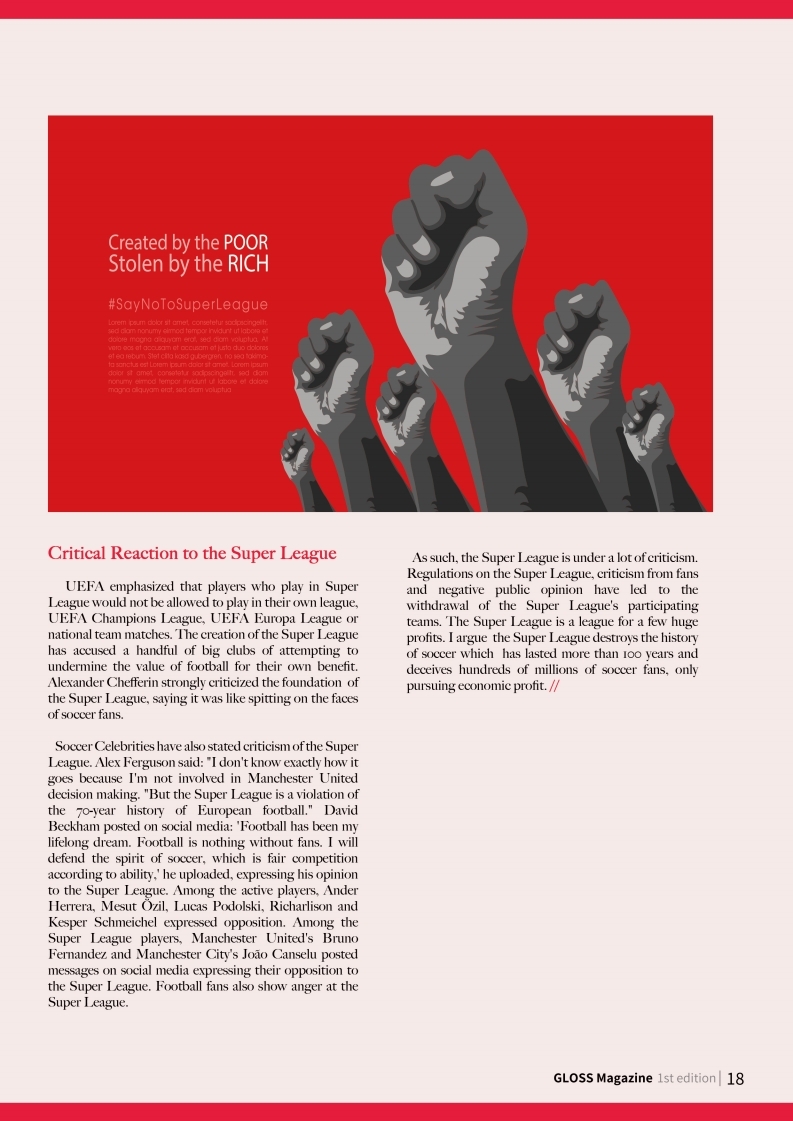 Created by the POOR
Stolen by the RICH
#SayNoToSuperLeague
Lorem ipsum dolor sit amet, consetetur sadipscingelitr,
sed diam nonumy eirmod tempor invidunt ut labore et
dolore magna aliquyam erat, sed diam voluptua. At
vero eos et accusam et accusam et justo duo dolores
et ea rebum. Stet clita kasd gubergren, no sea takima-
ta sanctus est Lorem ipsum dolor sit amet. Lorem ipsum
dolor sit amet, consetetur sadipscingelitr, sed diam
nonumy eirmod tempor invidunt ut labore et dolore
magna aliquyam erat, sed diam voluptua
Critical Reaction to the Super League
UEFA emphasized that players who play in Super
League would not be allowed to play in their own league,
UEFA Champions League, UEFA Europa League or
national team matches. The creation of the Super League
has accused a handful of big clubs of attempting to
undermine the value of football for their own benefit.
Alexander Chefferin strongly criticized the foundation of
the Super League, saying it was like spitting on the faces
of soccer fans.
Soccer Celebrities have also stated criticism of the Super
League. Alex Ferguson said: "I don't know exactly how it
goes because I'm not involved in Manchester United
decision making. "But the Super League is a violation of
the 70-year history of European football." David
Beckham posted on social media: 'Football has been my
lifelong dream. Football is nothing without fans. I will
defend the spirit of soccer, which is fair competition
according to ability,' he uploaded, expressing his opinion
to the Super League. Among the active players, Ander
Herrera, Mesut Özil, Lucas Podolski, Richarlison and
Kesper Schmeichel expressed opposition. Among the
Super League players, Manchester United's Bruno
Fernandez and Manchester City's João Canselu posted
messages on social media expressing their opposition to
the Super League. Football fans also show anger at the
Super League.
As such, the Super League is under a lot of criticism.
Regulations on the Super League, criticism from fans
and negative public opinion have led to the
withdrawal of the Super League's participating
teams. The Super League is a league for a few huge
profits. I argue the Super League destroys the history
of soccer which has lasted more than 100 years and
deceives hundreds of millions of soccer fans, only
pursuing economic profit. //
GLOSS Magazine 1st edition | 18